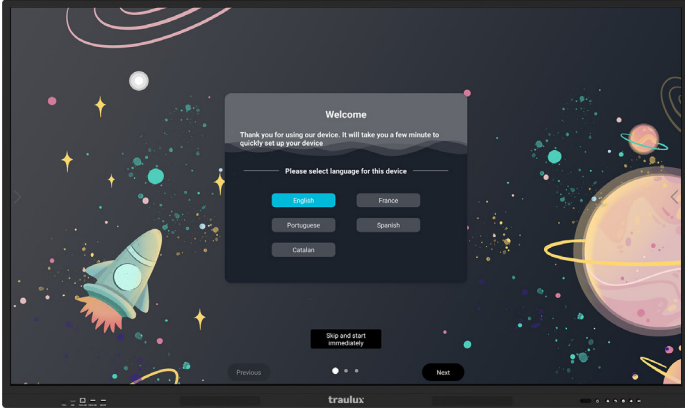 Welcome
Thank you for using our device. It will take you a few minute to
quickly set up your device
Please select language for this device
English
France
Portuguese
Spanish
Catalan
Skip and start
immediately
Previous
Next
traulux